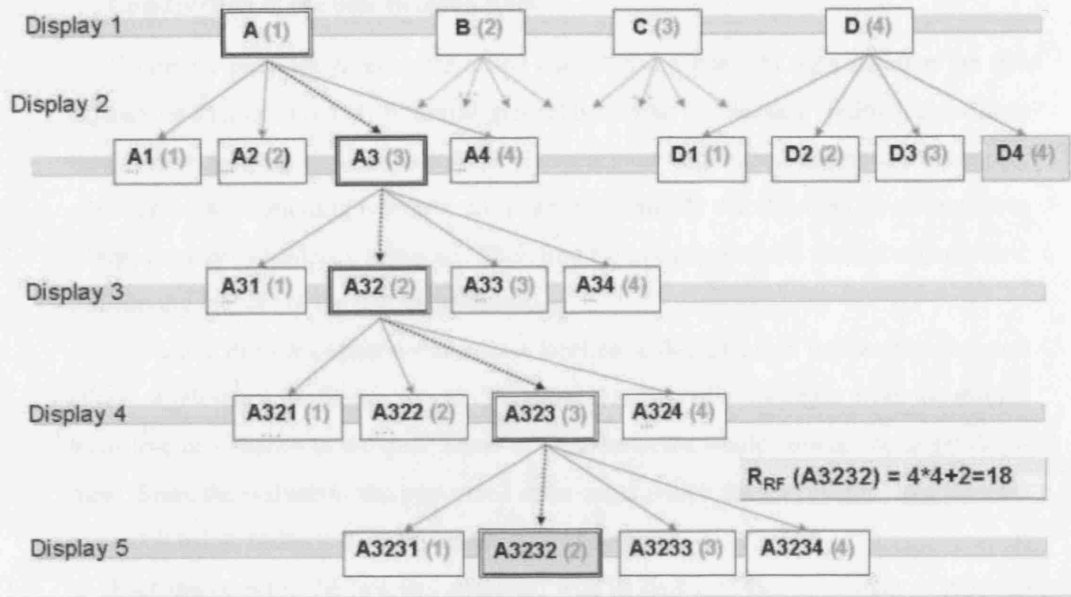 Display 1
A (1) B (2) C (3) D (4)
Display 2
A1 (1) A2 (2) A3 (3) A4 (4) D1 (1) D2 (2) D3 (3) D4 (4)
Display 3
A31 (1) A32 (2) A33 (3) A34 (4)
Display 4
A321 (1) A322 (2) A323 (3) A324 (4)
R_RF (A3232) = 4*4+2=18
Display 5
A3231 (1) A3232 (2) A3233 (3) A3234 (4)